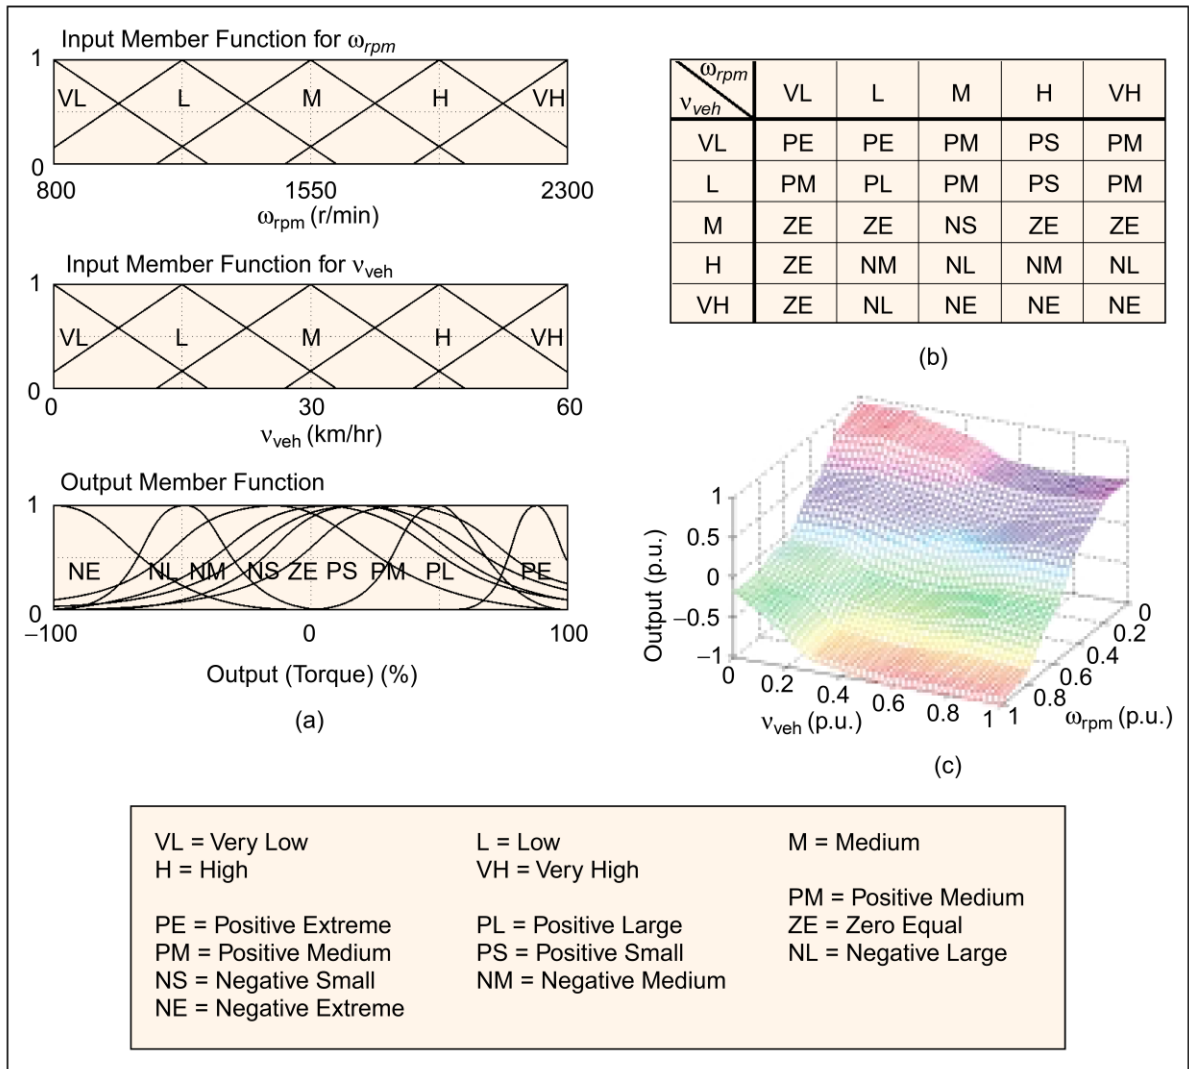 Input Member Function for ωrpm
1
VL L M H VH
0
800 1550 2300
ωrpm (r/min)
Input Member Function for νveh
1
VL L M H VH
0
0 30 60
νveh (km/hr)
Output Member Function
1
NE NL NM NS ZE PS PM PL PE
0
−100 0 100
Output (Torque) (%)
(a)
ωrpm
νveh
VL L M H VH
VL PE PE PM PS PM
L PM PL PM PS PM
M ZE ZE NS ZE ZE
H ZE NM NL NM NL
VH ZE NL NE NE NE
(b)
Output (p.u.)
1
0.5
0
−0.5
−1
0 0.2 0.4 0.6 0.8 1
νveh (p.u.)
1 0.8 0.6 0.4 0.2 0
ωrpm (p.u.)
(c)
VL = Very Low
H = High
PE = Positive Extreme
PM = Positive Medium
NS = Negative Small
NE = Negative Extreme
L = Low
VH = Very High
PL = Positive Large
PS = Positive Small
NM = Negative Medium
M = Medium
PM = Positive Medium
ZE = Zero Equal
NL = Negative Large